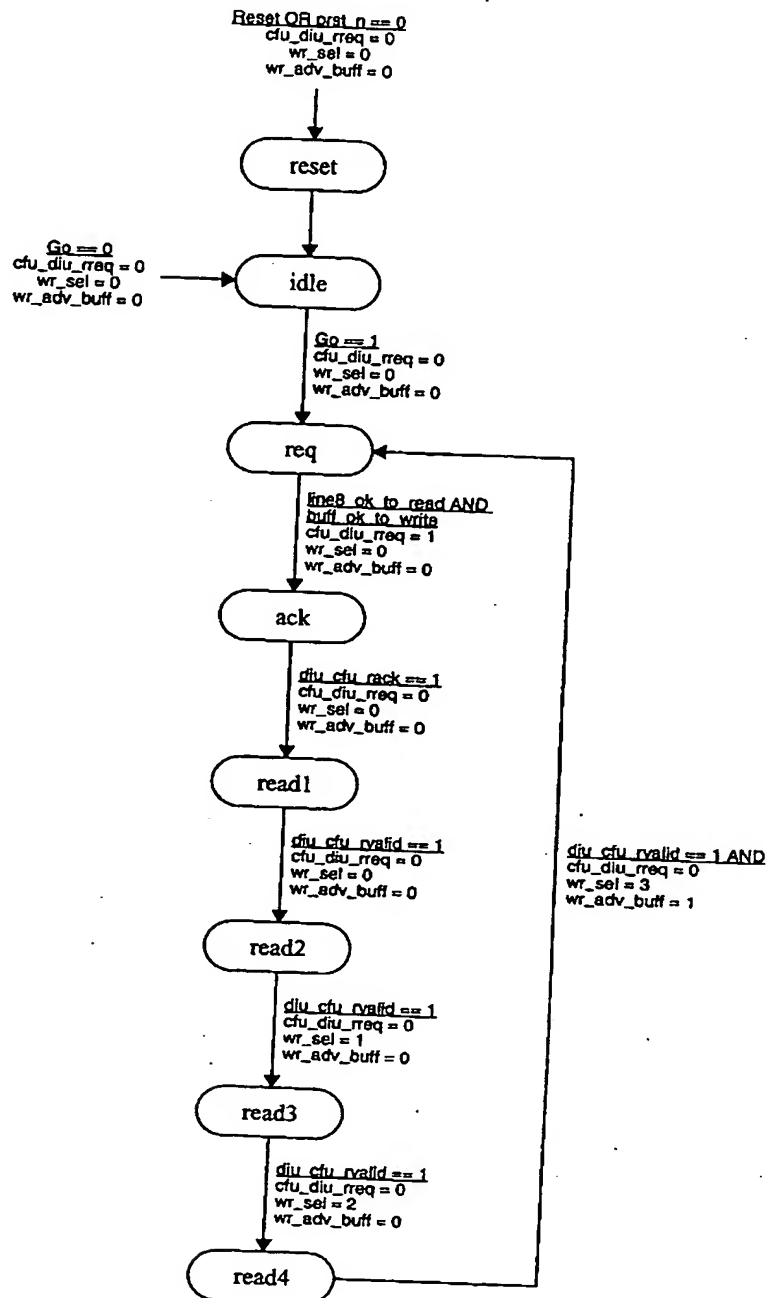 Reset OR prst_n == 0
cfu_diu_rreq = 0
wr_sel = 0
wr_adv_buff = 0
reset
Go == 0
cfu_diu_rreq = 0
wr_sel = 0
wr_adv_buff = 0
idle
Go == 1
cfu_diu_rreq = 0
wr_sel = 0
wr_adv_buff = 0
req
line8_ok_to_read AND
buff_ok_to_write
cfu_diu_rreq = 1
wr_sel = 0
wr_adv_buff = 0
ack
diu_cfu_rack == 1
cfu_diu_rreq = 0
wr_sel = 0
wr_adv_buff = 0
read1
diu_cfu_rvalid == 1
cfu_diu_rreq = 0
wr_sel = 0
wr_adv_buff = 0
diu_cfu_rvalid == 1 AND
cfu_diu_rreq = 0
wr_sel = 3
wr_adv_buff = 1
read2
diu_cfu_rvalid == 1
cfu_diu_rreq = 0
wr_sel = 1
wr_adv_buff = 0
read3
diu_cfu_rvalid == 1
cfu_diu_rreq = 0
wr_sel = 2
wr_adv_buff = 0
read4